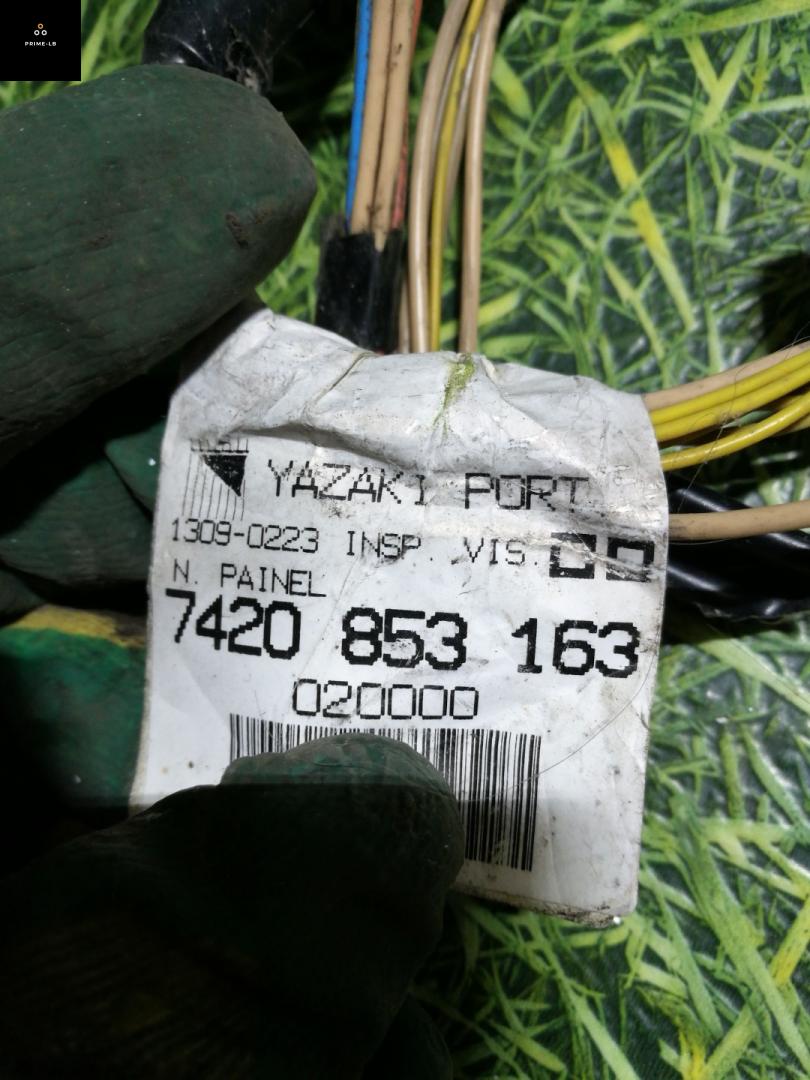 PRIME-LB
YAZAKI PORT
1309-0223 INSP. VIS.
N. PAINEL
7420 853 163
020000